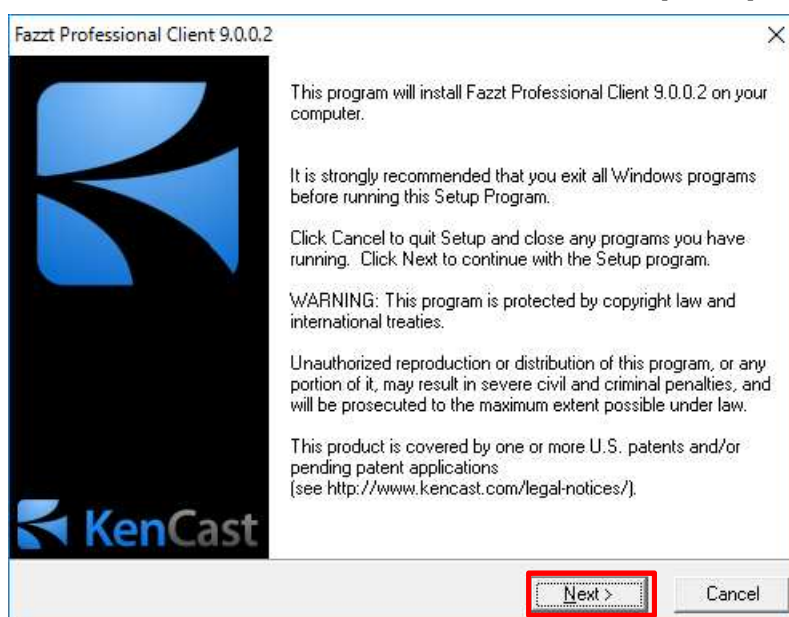 Fazzt Professional Client 9.0.0.2
This program will install Fazzt Professional Client 9.0.0.2 on your
computer.
It is strongly recommended that you exit all Windows programs
before running this Setup Program.
Click Cancel to quit Setup and close any programs you have
running. Click Next to continue with the Setup program.
WARNING: This program is protected by copyright law and
international treaties.
Unauthorized reproduction or distribution of this program, or any
portion of it, may result in severe civil and criminal penalties, and
will be prosecuted to the maximum extent possible under law.
This product is covered by one or more U.S. patents and/or
pending patent applications
(see http://www.kencast.com/legal-notices/).
KenCast
Next >
Cancel